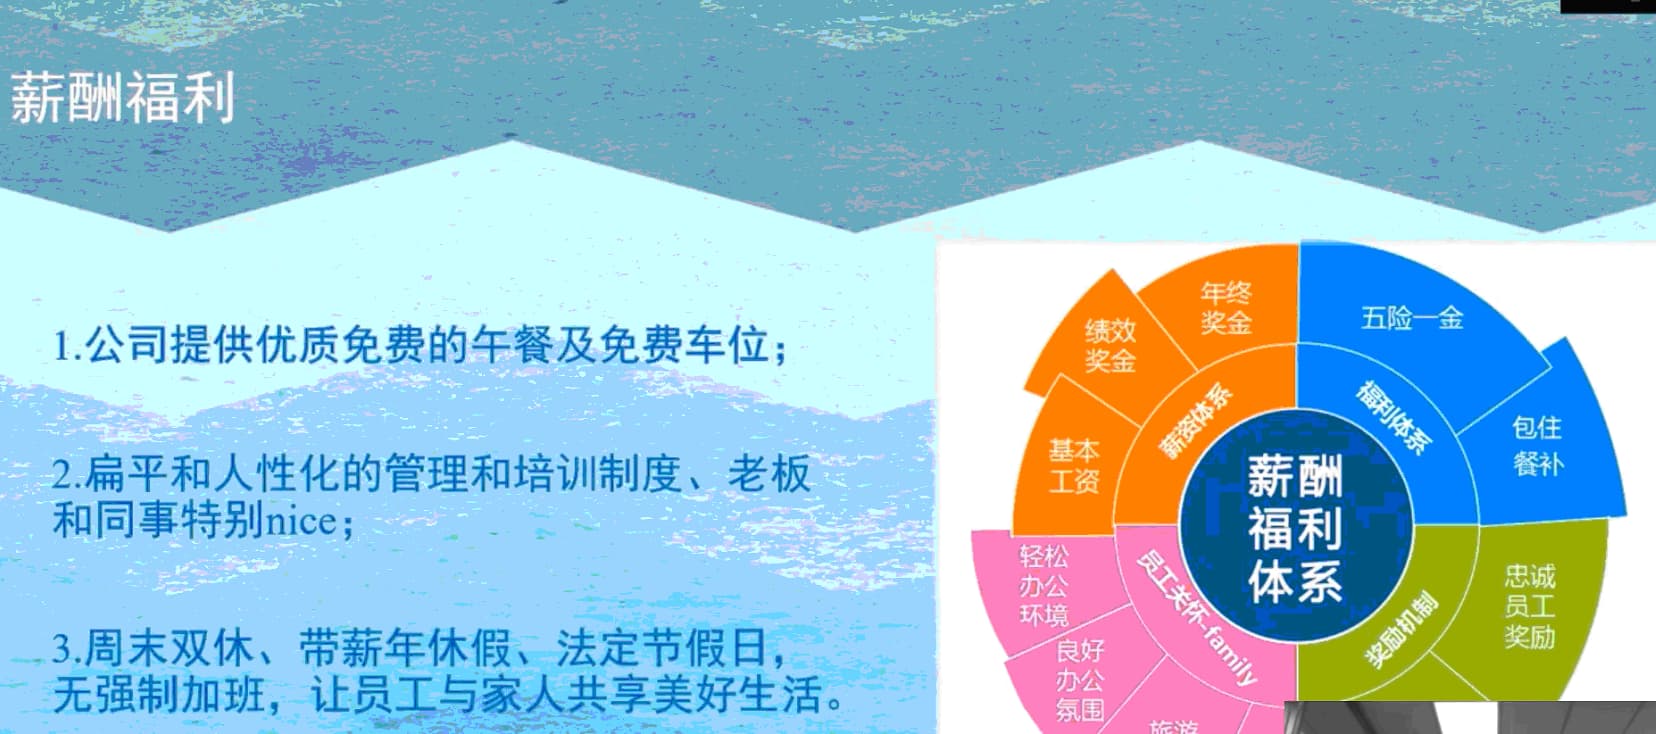 薪酬福利
1.公司提供优质免费的午餐及免费车位；
2.扁平和人性化的管理和培训制度、老板
和同事特别nice；
3.周末双休、带薪年休假、法定节假日，
无强制加班，让员工与家人共享美好生活。
年终
奖金
绩效
奖金
基本
工资
薪资体系
五险一金
包住
餐补
福利体系
薪酬
福利
体系
轻松
办公
环境
良好
办公
氛围
旅游
员工关怀-family
忠诚
员工
奖励
奖励机制